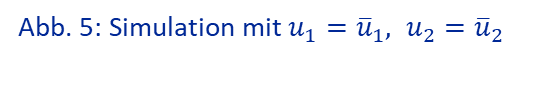 Abb. 5: Simulation mit u₁ = ū₁, u₂ = ū₂